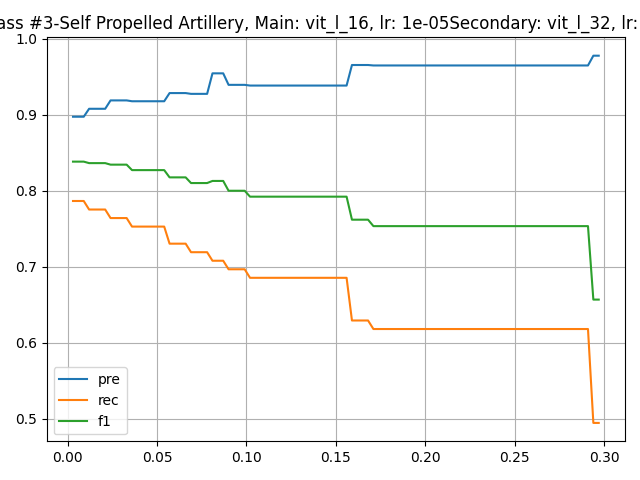 ass #3-Self Propelled Artillery, Main: vit_l_16, lr: 1e-05Secondary: vit_l_32, lr:
1.0
0.9
0.8
0.7
0.6
0.5
pre
rec
f1
0.00 0.05 0.10 0.15 0.20 0.25 0.30